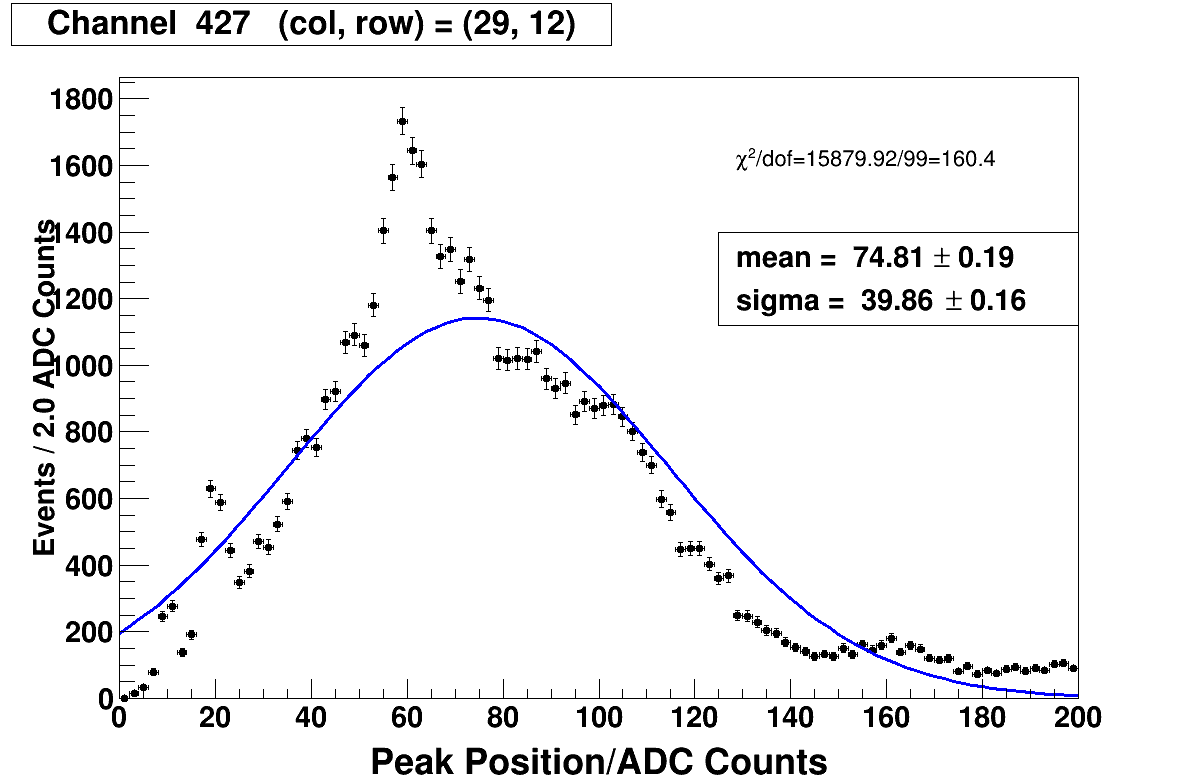 Channel 427 (col, row) = (29, 12)
χ²/dof=15879.92/99=160.4
mean = 74.81 ± 0.19
sigma = 39.86 ± 0.16
Events / 2.0 ADC Counts
1800
1600
1400
1200
1000
800
600
400
200
0
0 20 40 60 80 100 120 140 160 180 200
Peak Position/ADC Counts